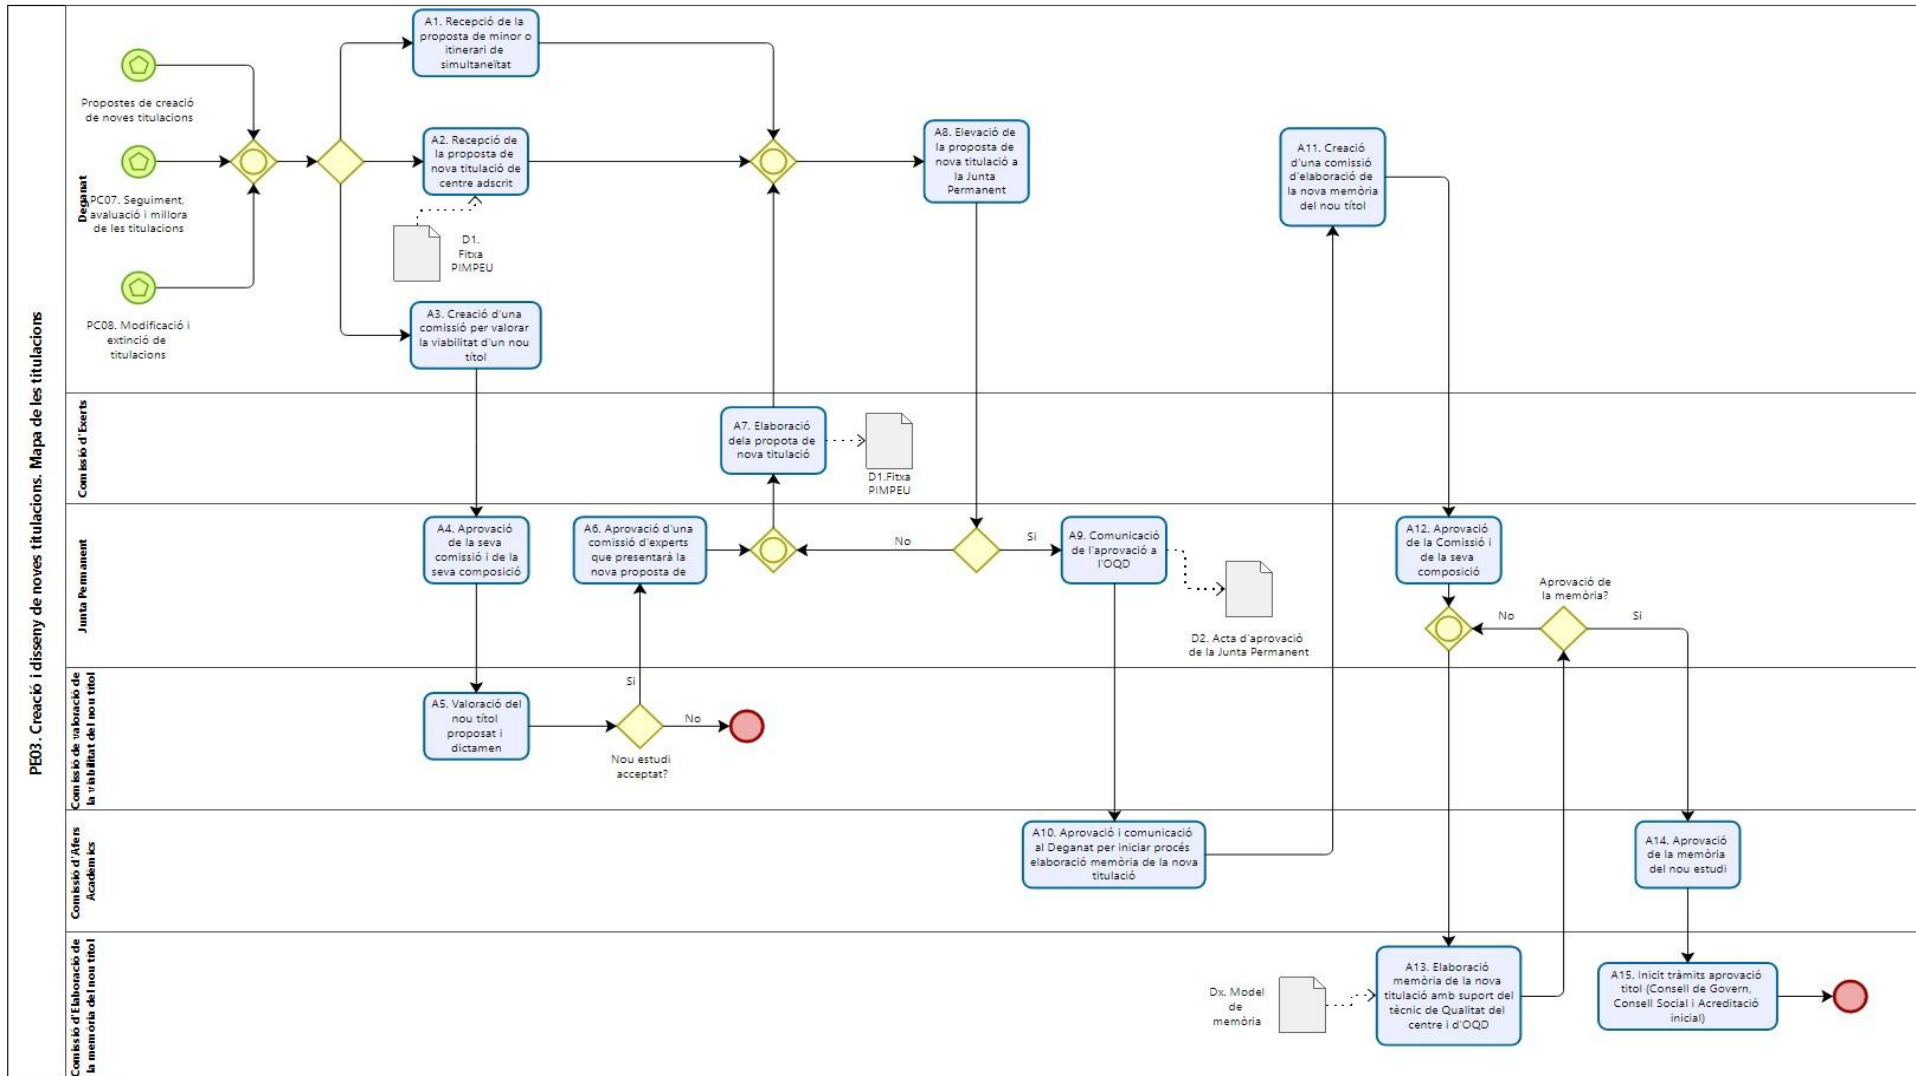 PE03. Creació i disseny de noves titulacions. Mapa de les titulacions
Deganat
Propostes de creació
de noves titulacions
PC07. Seguiment,
avaluació i millora
de les titulacions
PC08. Modificació i
extinció de
titulacions
A1. Recepció de la
proposta de minor o
itinerari de
simultaneïtat
A2. Recepció de
la proposta de
nova titulació de
centre adscrit
D1.
Fitxa
PIMPEU
A3. Creació d'una
comissió per valorar
la viabilitat d'un nou
títol
A8. Elevació de
la proposta de
nova titulació a
la Junta
Permanent
A11. Creació
d'una comissió
d'elaboració de
la nova memòria
del nou títol
Comissió d'Exerts
A7. Elaboració
dela propota de
nova titulació
D1.Fitxa
PIMPEU
Junta Permanent
A4. Aprovació
de la seva
comissió i de la
seva composició
A6. Aprovació d'una
comissió d'experts
que presentarà la
nova proposta de
No
Si
A9. Comunicació
de l'aprovació a
l'OQD
D2. Acta d'aprovació
de la Junta Permanent
A12. Aprovació
de la Comissió i
de la seva
composició
Aprovació de
la memòria?
No
Si
Comissió de valoració de
la viabilitat del nou títol
A5. Valoració del
nou títol
proposat i
dictamen
Si
No
Nou estudi
acceptat?
Comissió d'Afers
Academics
A10. Aprovació i comunicació
al Deganat per iniciar procés
elaboració memòria de la nova
titulació
A14. Aprovació
de la memòria
del nou estudi
Comissió d'Elaboració de
la memòria del nou títol
Dx. Model
de
memòria
A13. Elaboració
memòria de la nova
titulació amb suport del
tècnic de Qualitat del
centre i d'OQD
A15. Inicit tràmits aprovació
titol (Consell de Govern,
Consell Social i Acreditació
inicial)